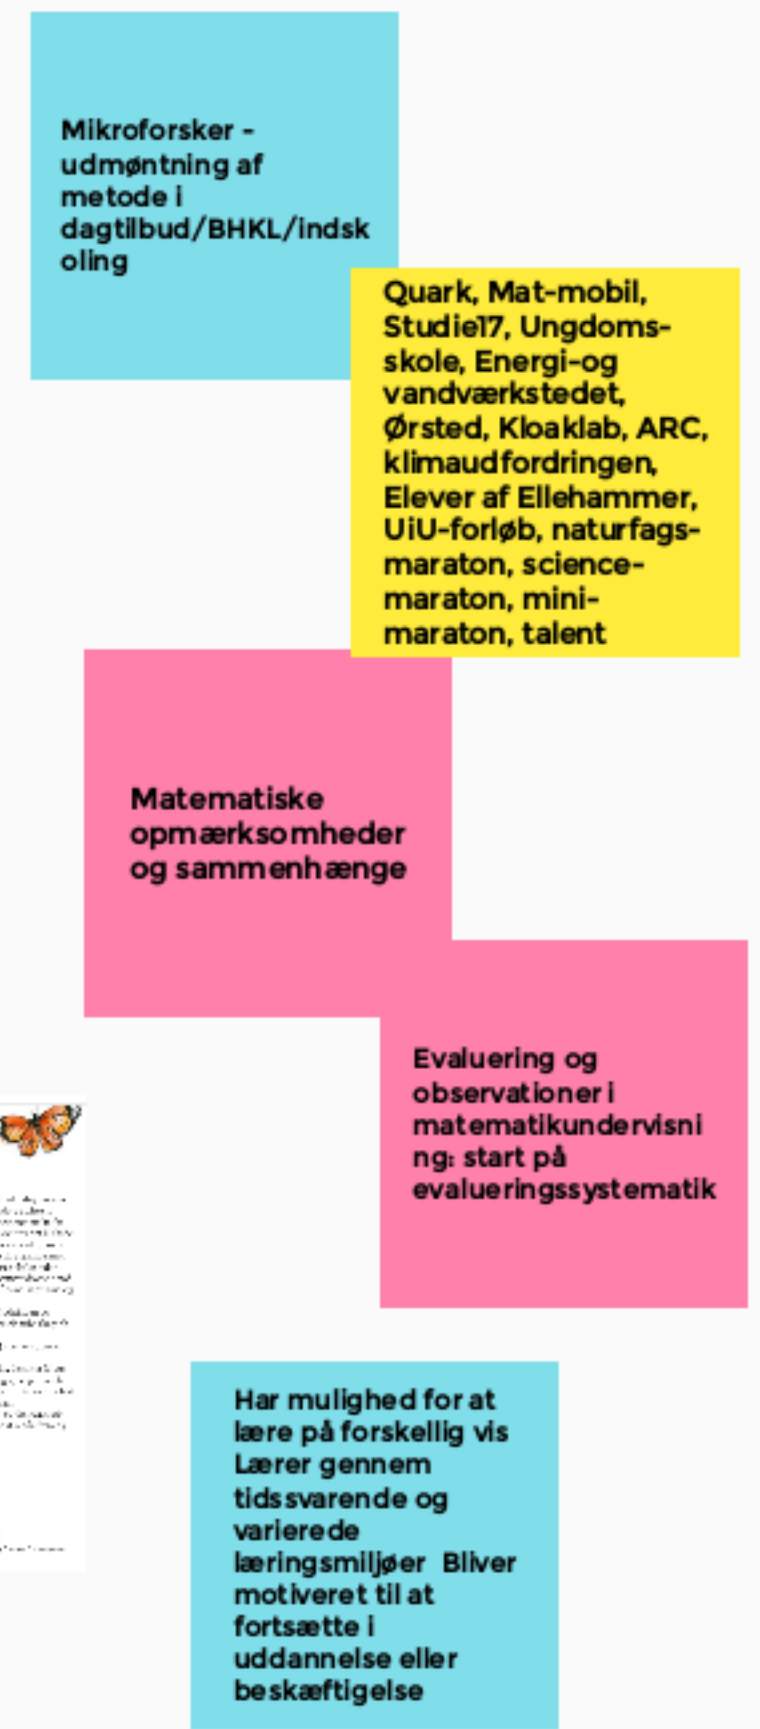 Mikroforsker -
udmøntning af
metode i
dagtilbud/BHKL/indsk
oling
Quark, Mat-mobil,
Studie17, Ungdoms-
skole, Energi-og
vandværkstedet,
Ørsted, Kloaklab, ARC,
klimaudfordringen,
Elever af Ellehammer,
UiU-forløb, naturfags-
maraton, science-
maraton, mini-
maraton, talent
Matematiske
opmærksomheder
og sammenhænge
Evaluering og
observationer i
matematikundervisni
ng: start på
evalueringssystematik
Har mulighed for at
lære på forskellig vis
Lærer gennem
tidssvarende og
varierede
læringsmiljøer  Bliver
motiveret til at
fortsætte i
uddannelse eller
beskæftigelse